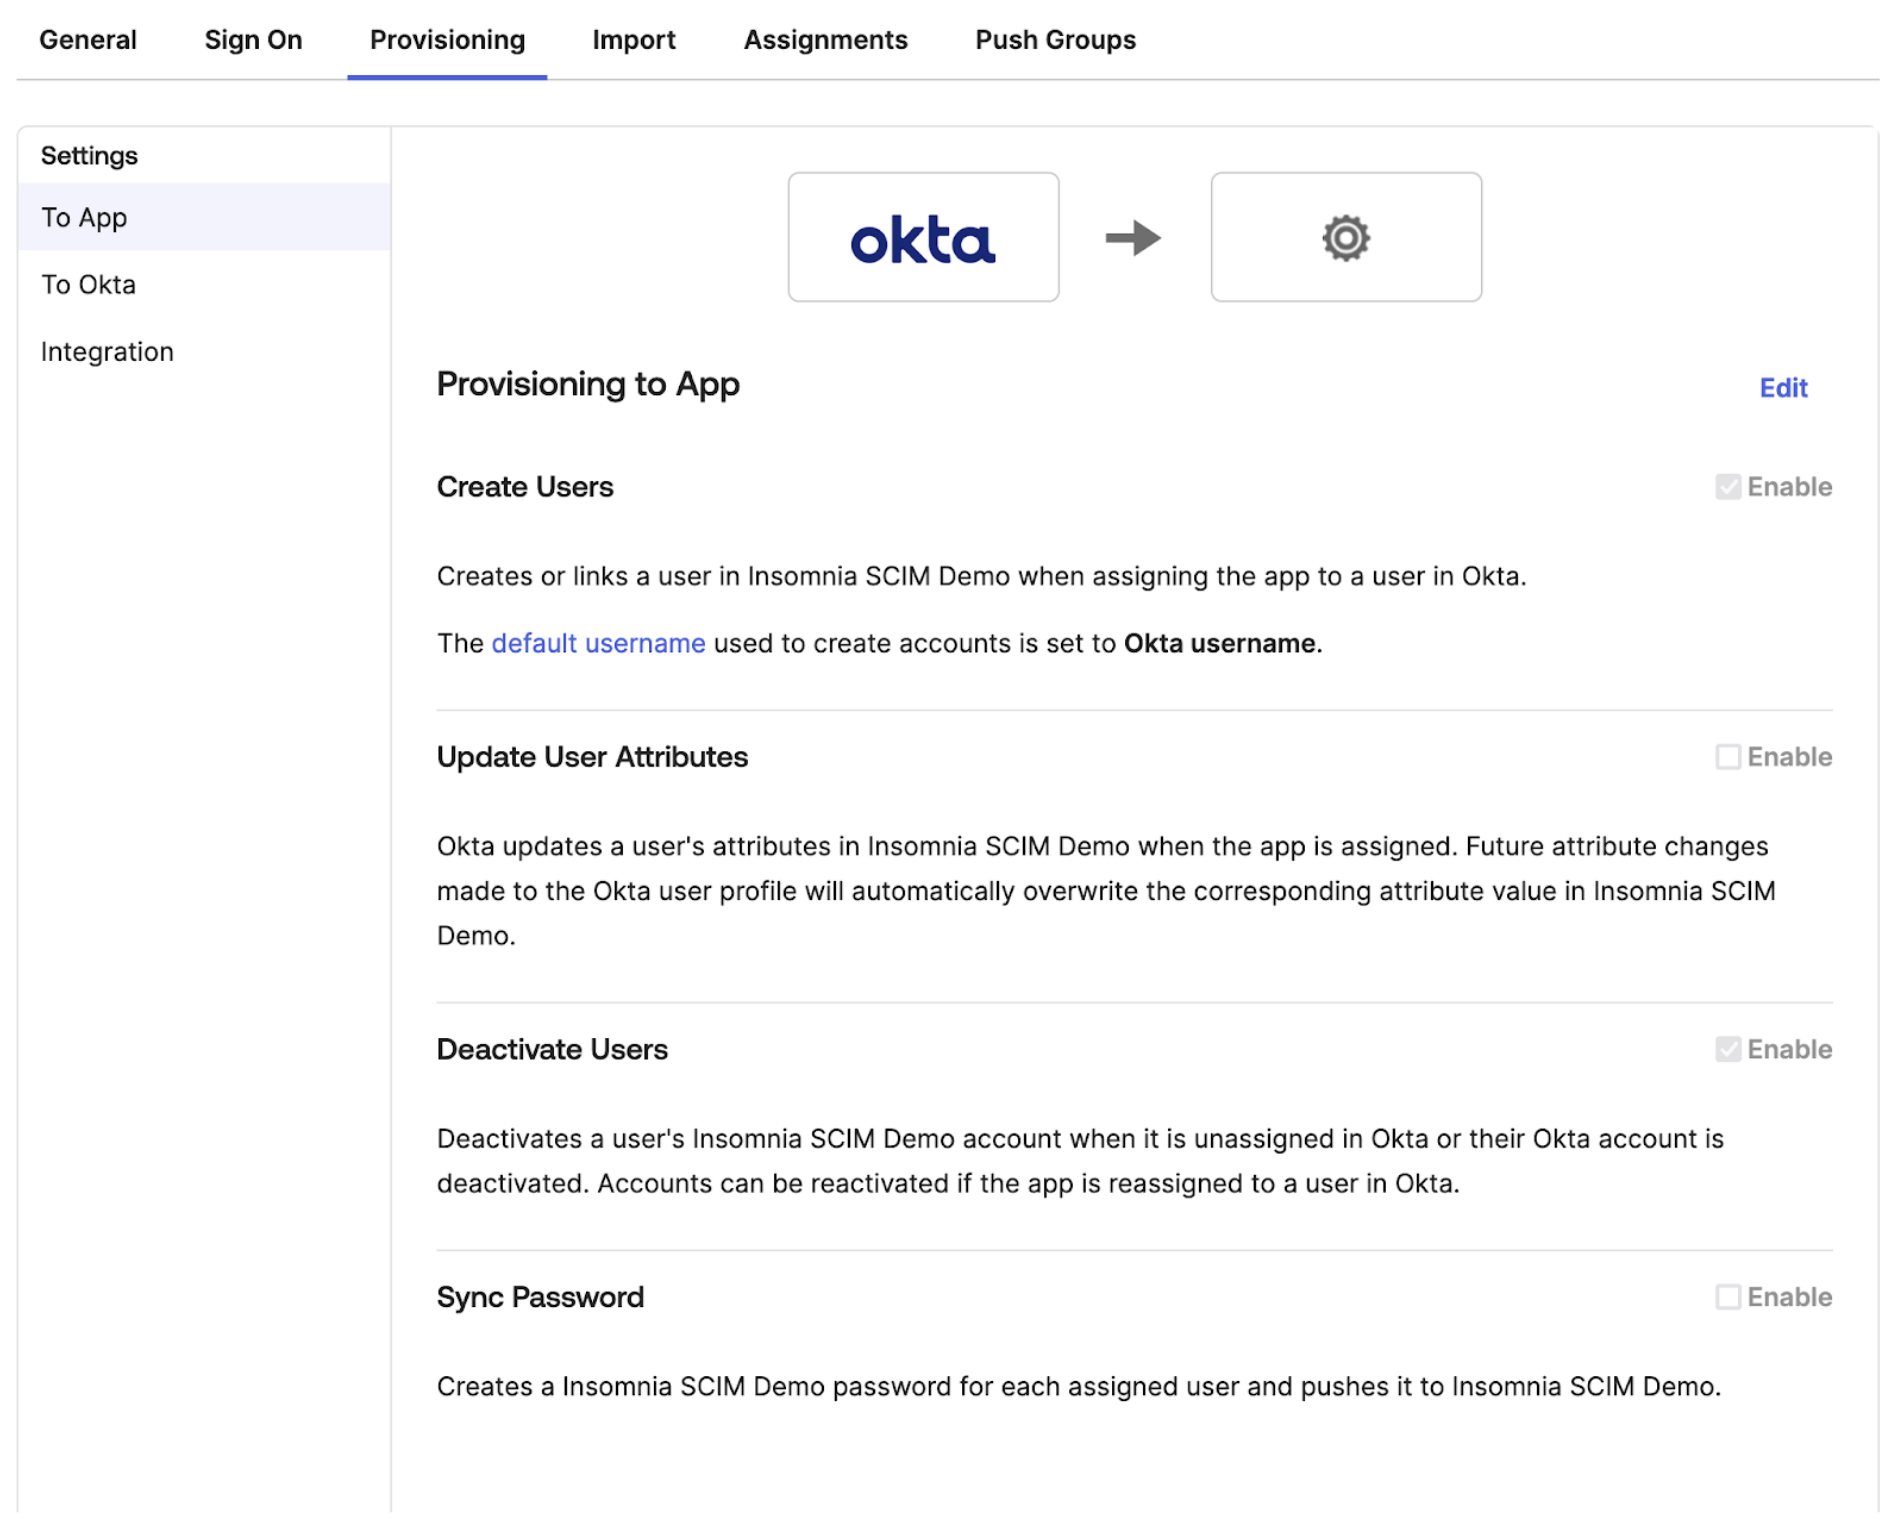 General Sign On Provisioning Import Assignments Push Groups
Settings
To App
To Okta
Integration
okta
Provisioning to App
Edit
Create Users
Enable
Creates or links a user in Insomnia SCIM Demo when assigning the app to a user in Okta.
The default username used to create accounts is set to Okta username.
Update User Attributes
Enable
Okta updates a user's attributes in Insomnia SCIM Demo when the app is assigned. Future attribute changes
made to the Okta user profile will automatically overwrite the corresponding attribute value in Insomnia SCIM
Demo.
Deactivate Users
Enable
Deactivates a user's Insomnia SCIM Demo account when it is unassigned in Okta or their Okta account is
deactivated. Accounts can be reactivated if the app is reassigned to a user in Okta.
Sync Password
Enable
Creates a Insomnia SCIM Demo password for each assigned user and pushes it to Insomnia SCIM Demo.